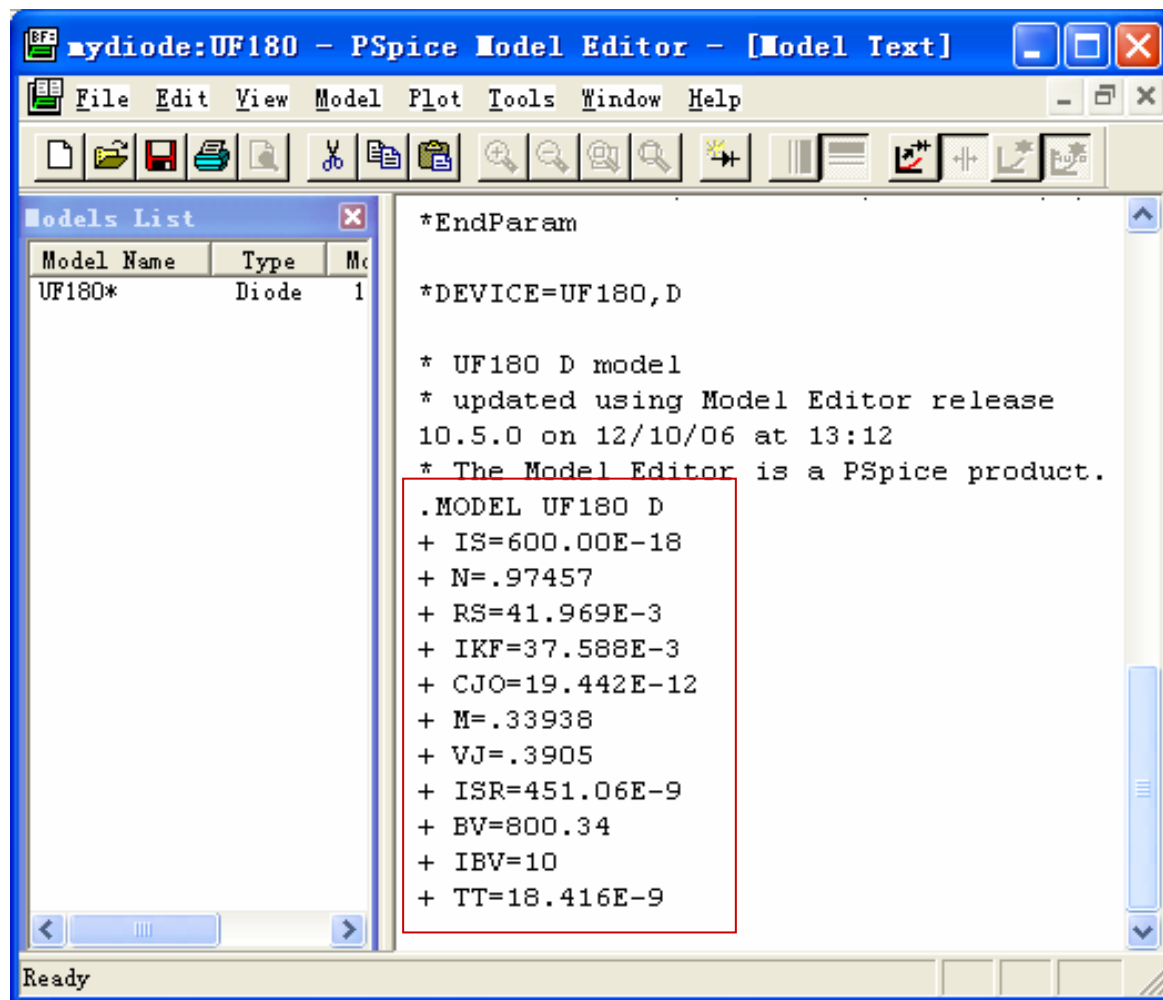 mydiode:UF180 - PSpice Model Editor - [Model Text]
File Edit View Model Plot Tools Window Help
Models List
Model Name Type Mo
UF180* Diode 1
*EndParam
*DEVICE=UF180,D
* UF180 D model
* updated using Model Editor release
10.5.0 on 12/10/06 at 13:12
* The Model Editor is a PSpice product.
.MODEL UF180 D
+ IS=600.00E-18
+ N=.97457
+ RS=41.969E-3
+ IKF=37.588E-3
+ CJO=19.442E-12
+ M=.33938
+ VJ=.3905
+ ISR=451.06E-9
+ BV=800.34
+ IBV=10
+ TT=18.416E-9
Ready